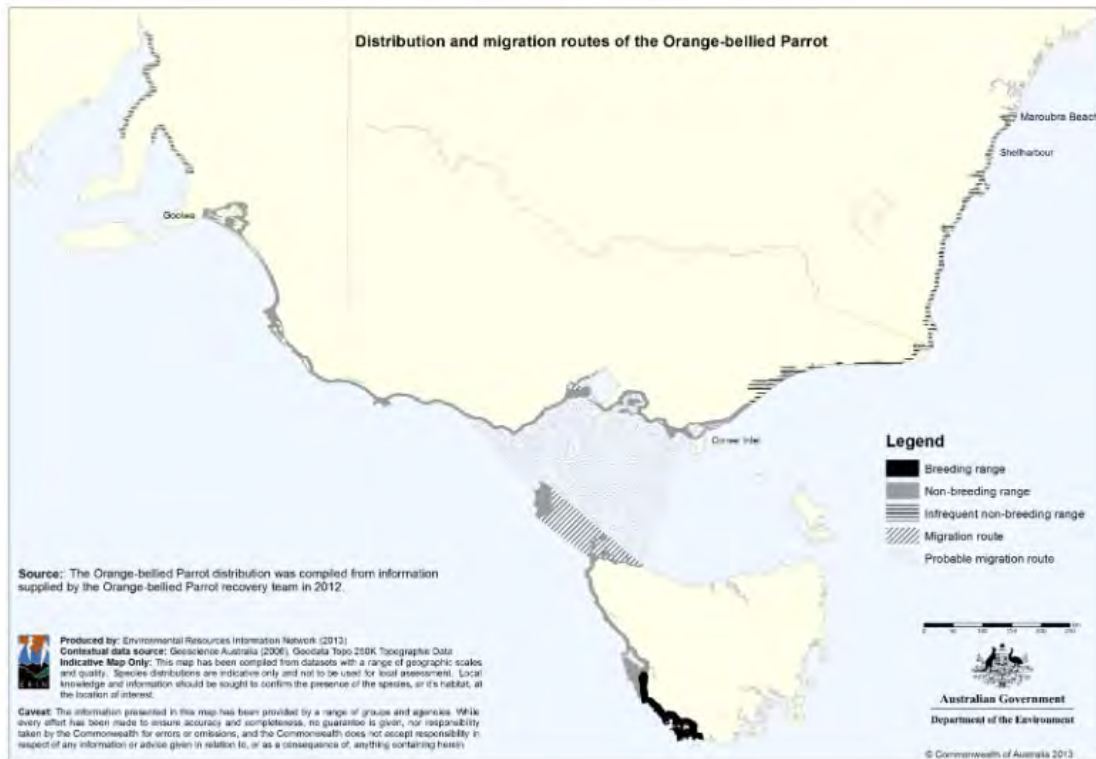 Distribution and migration routes of the Orange-bellied Parrot
Maroubra Beach
Shellharbour
Goolwa
Corner Inlet
Legend
Breeding range
Non-breeding range
Infrequent non-breeding range
Migration route
Probable migration route
Source: The Orange-bellied Parrot distribution was compiled from information
supplied by the Orange-bellied Parrot recovery team in 2012.
Produced by: Environmental Resources Information Network (2013)
Contextual data source: Geoscience Australia (2006), Geodata Topo 250K Topographic Data
Indicative Map Only: This map has been compiled from datasets with a range of geographic scales
and quality. Species distributions are indicative only and not to be used for local assessment. Local
knowledge and information should be sought to confirm the presence of the species, or it's habitat, at
the location of interest.
Caveat: The information presented in this map has been provided by a range of groups and agencies. While
every effort has been made to ensure accuracy and completeness, no guarantee is given, nor responsibility
taken by the Commonwealth for errors or omissions, and the Commonwealth does not accept responsibility in
respect of any information or advice given in relation to, or as a consequence of, anything containing herein
0 50 100 150 200 250
Australian Government
Department of the Environment
© Commonwealth of Australia 2013